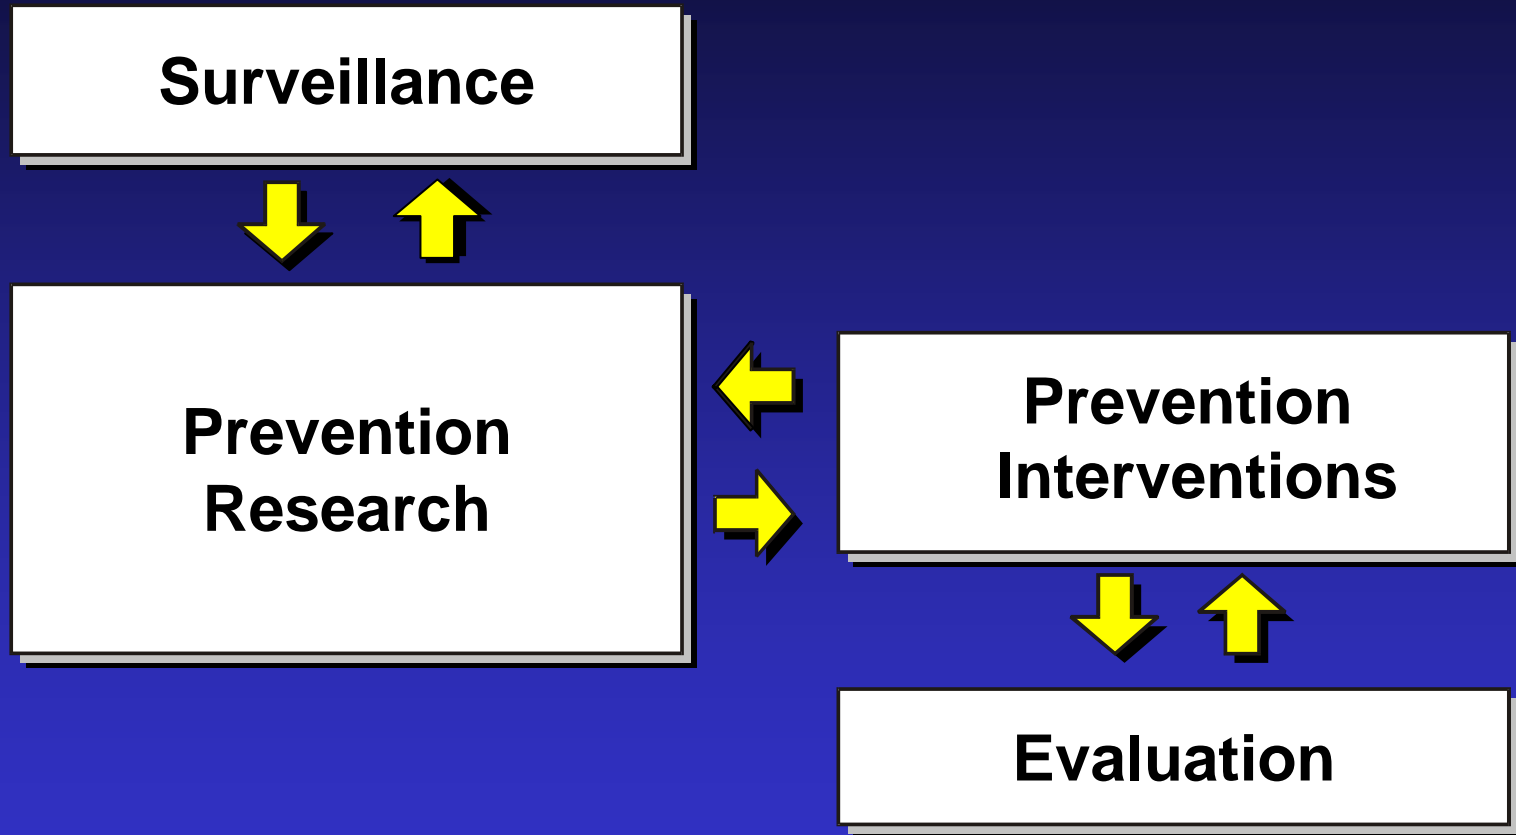 Surveillance
Prevention
Research
Prevention
Interventions
Evaluation